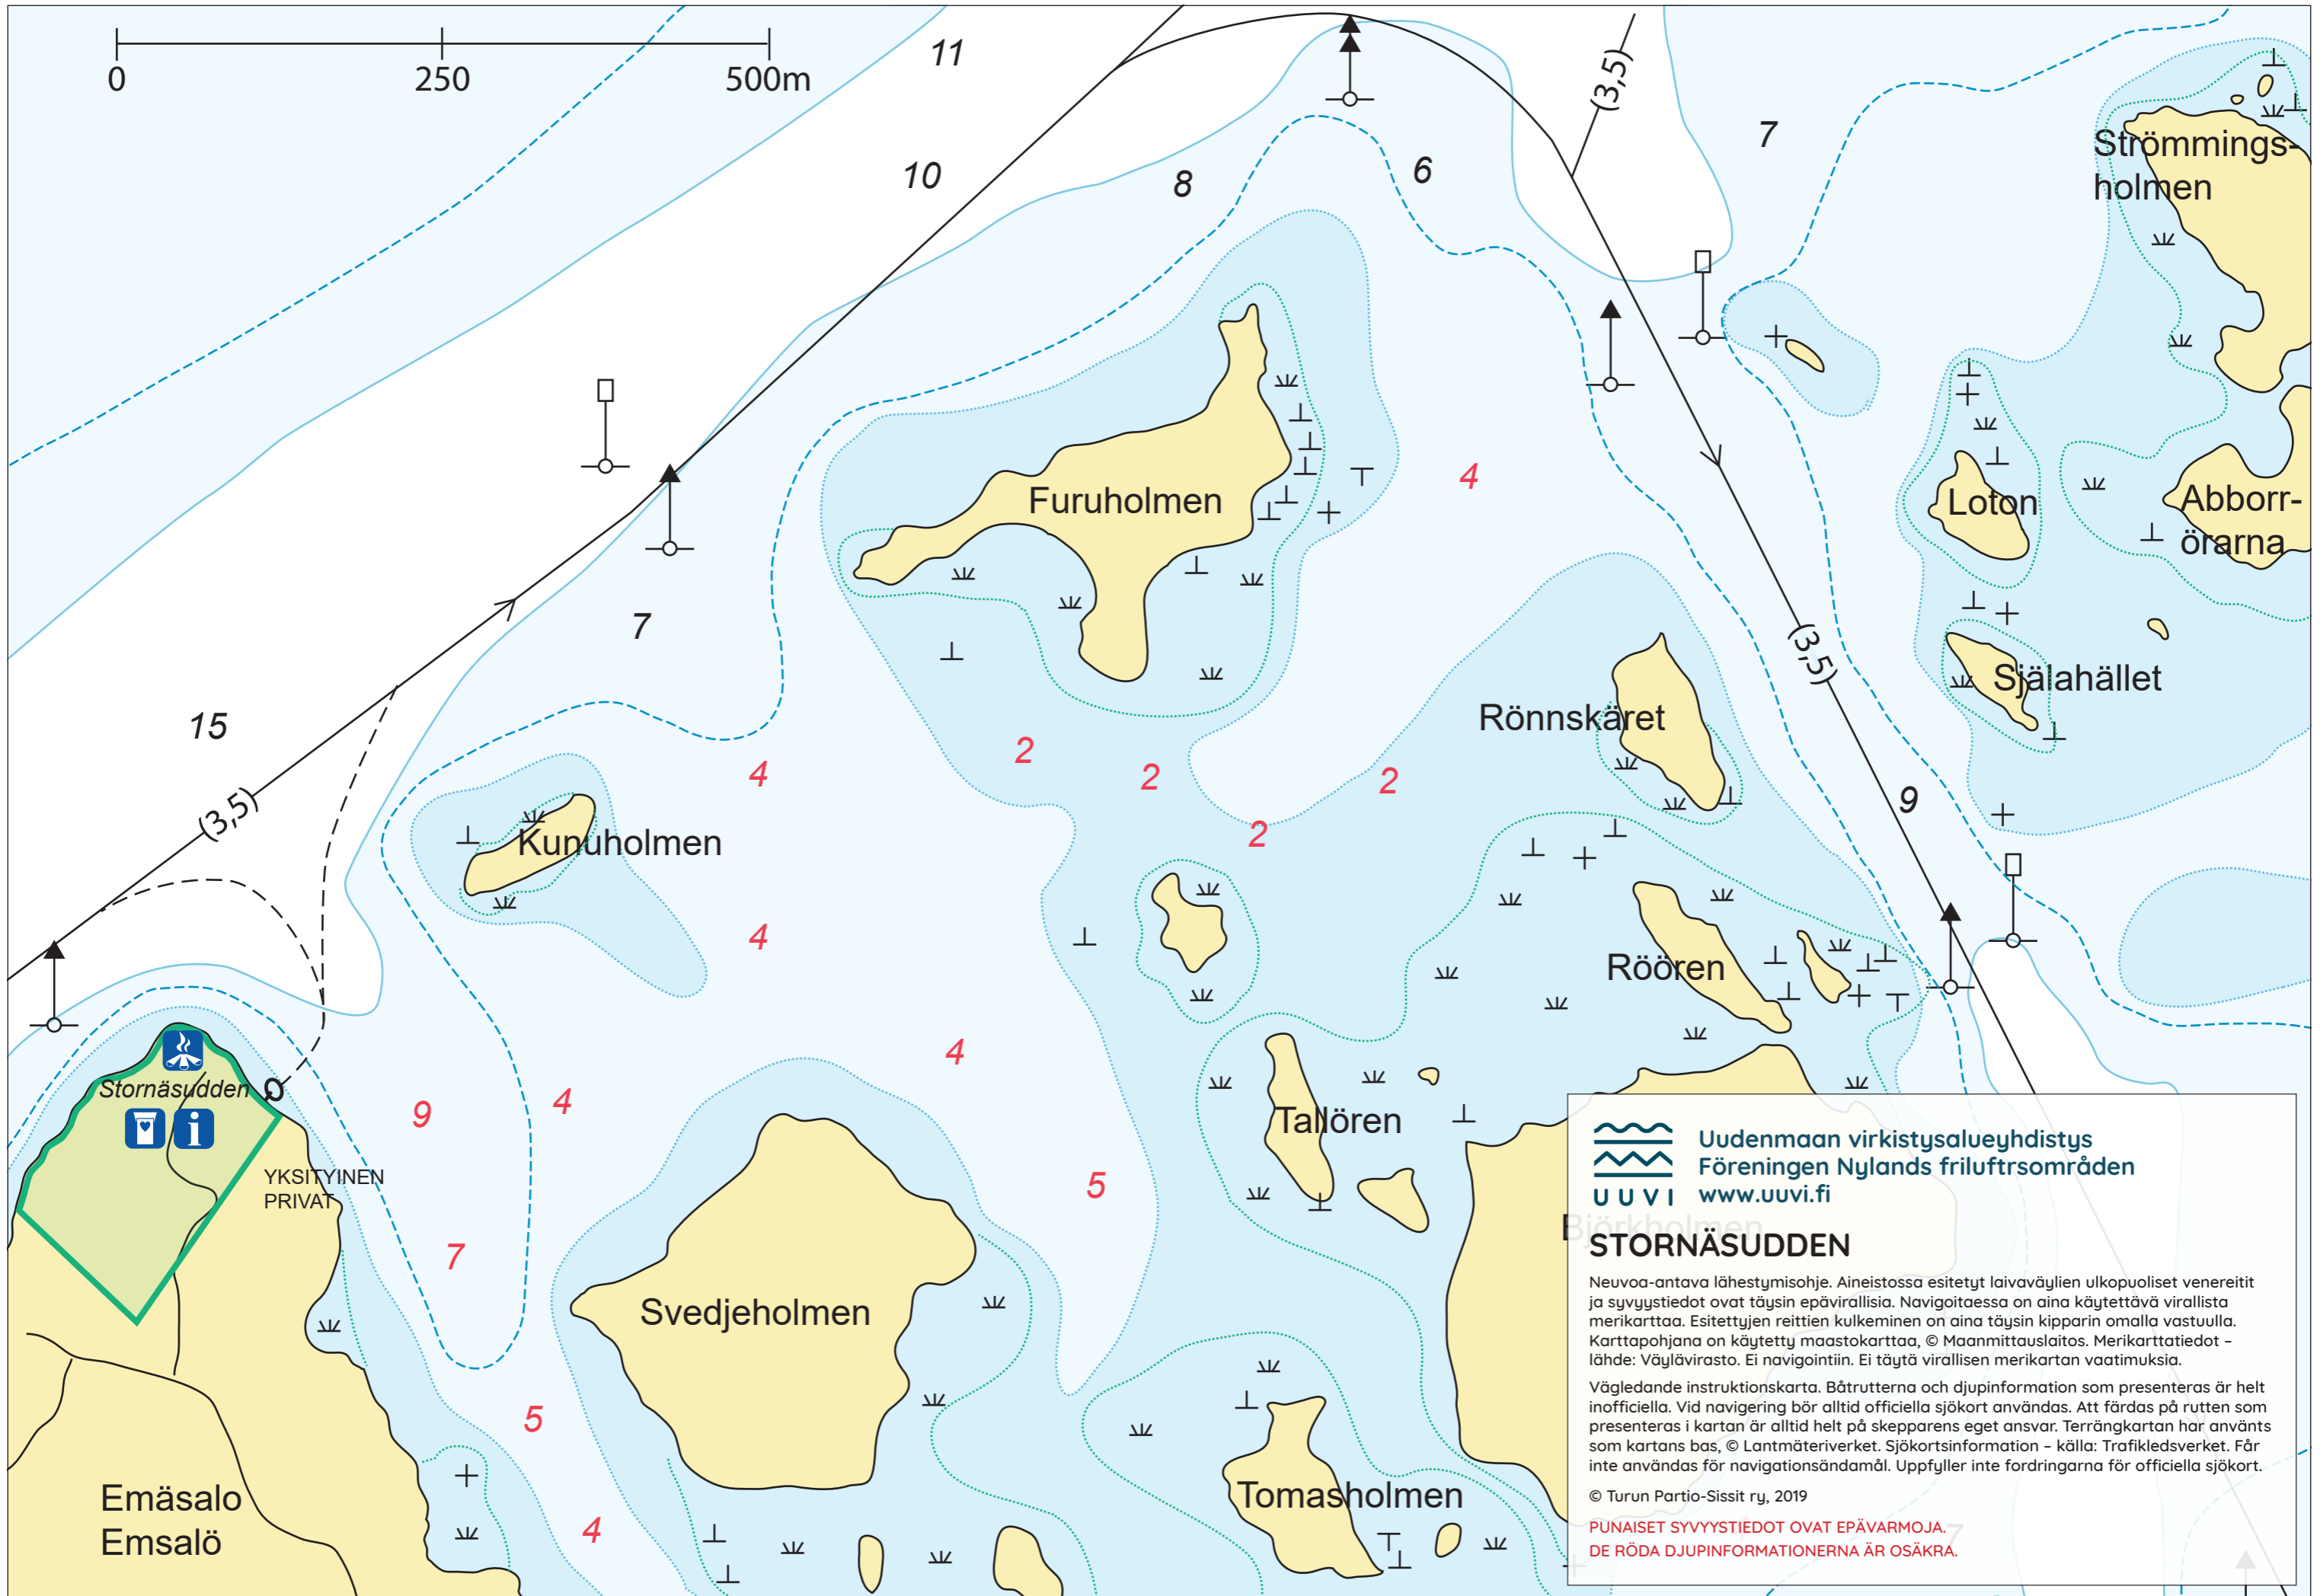 0 250 500m
11
(3,5)
10
8
6
7
Strömmings-
holmen
Furuholmen
4
Loton
Abborr-
örarna
7
(3,5)
Själahället
15
Rönnskäret
4
2
2
2
2
9
(3,5)
Kunuholmen
4
Röören
4
Stornäsudden
9
4
Tallören
5
YKSITYINEN
PRIVAT
7
Björkholmen
Svedjeholmen
5
4
Emäsalo
Emsalö
Tomasholmen
7
UUVI
Uudenmaan virkistysalueyhdistys
Föreningen Nylands friluftrsområden
www.uuvi.fi
STORNÄSUDDEN
Neuvoa-antava lähestymisohje. Aineistossa esitetyt laivaväylien ulkopuoliset venereitit
ja syvyystiedot ovat täysin epävirallisia. Navigoitaessa on aina käytettävä virallista
merikarttaa. Esitettyjen reittien kulkeminen on aina täysin kipparin omalla vastuulla.
Karttapohjana on käytetty maastokarttaa, © Maanmittauslaitos. Merikarttatiedot –
lähde: Väylävirasto. Ei navigointiin. Ei täytä virallisen merikartan vaatimuksia.
Vägledande instruktionskarta. Båtrutterna och djupinformation som presenteras är helt
inofficiella. Vid navigering bör alltid officiella sjökort användas. Att färdas på rutten som
presenteras i kartan är alltid helt på skepparens eget ansvar. Terrängkartan har använts
som kartans bas, © Lantmäteriverket. Sjökortsinformation – källa: Trafikledsverket. Får
inte användas för navigationsändamål. Uppfyller inte fordringarna för officiella sjökort.
© Turun Partio-Sissit ry, 2019
PUNAISET SYVYYSTIEDOT OVAT EPÄVARMOJA.
DE RÖDA DJUPINFORMATIONERNA ÄR OSÄKRA.